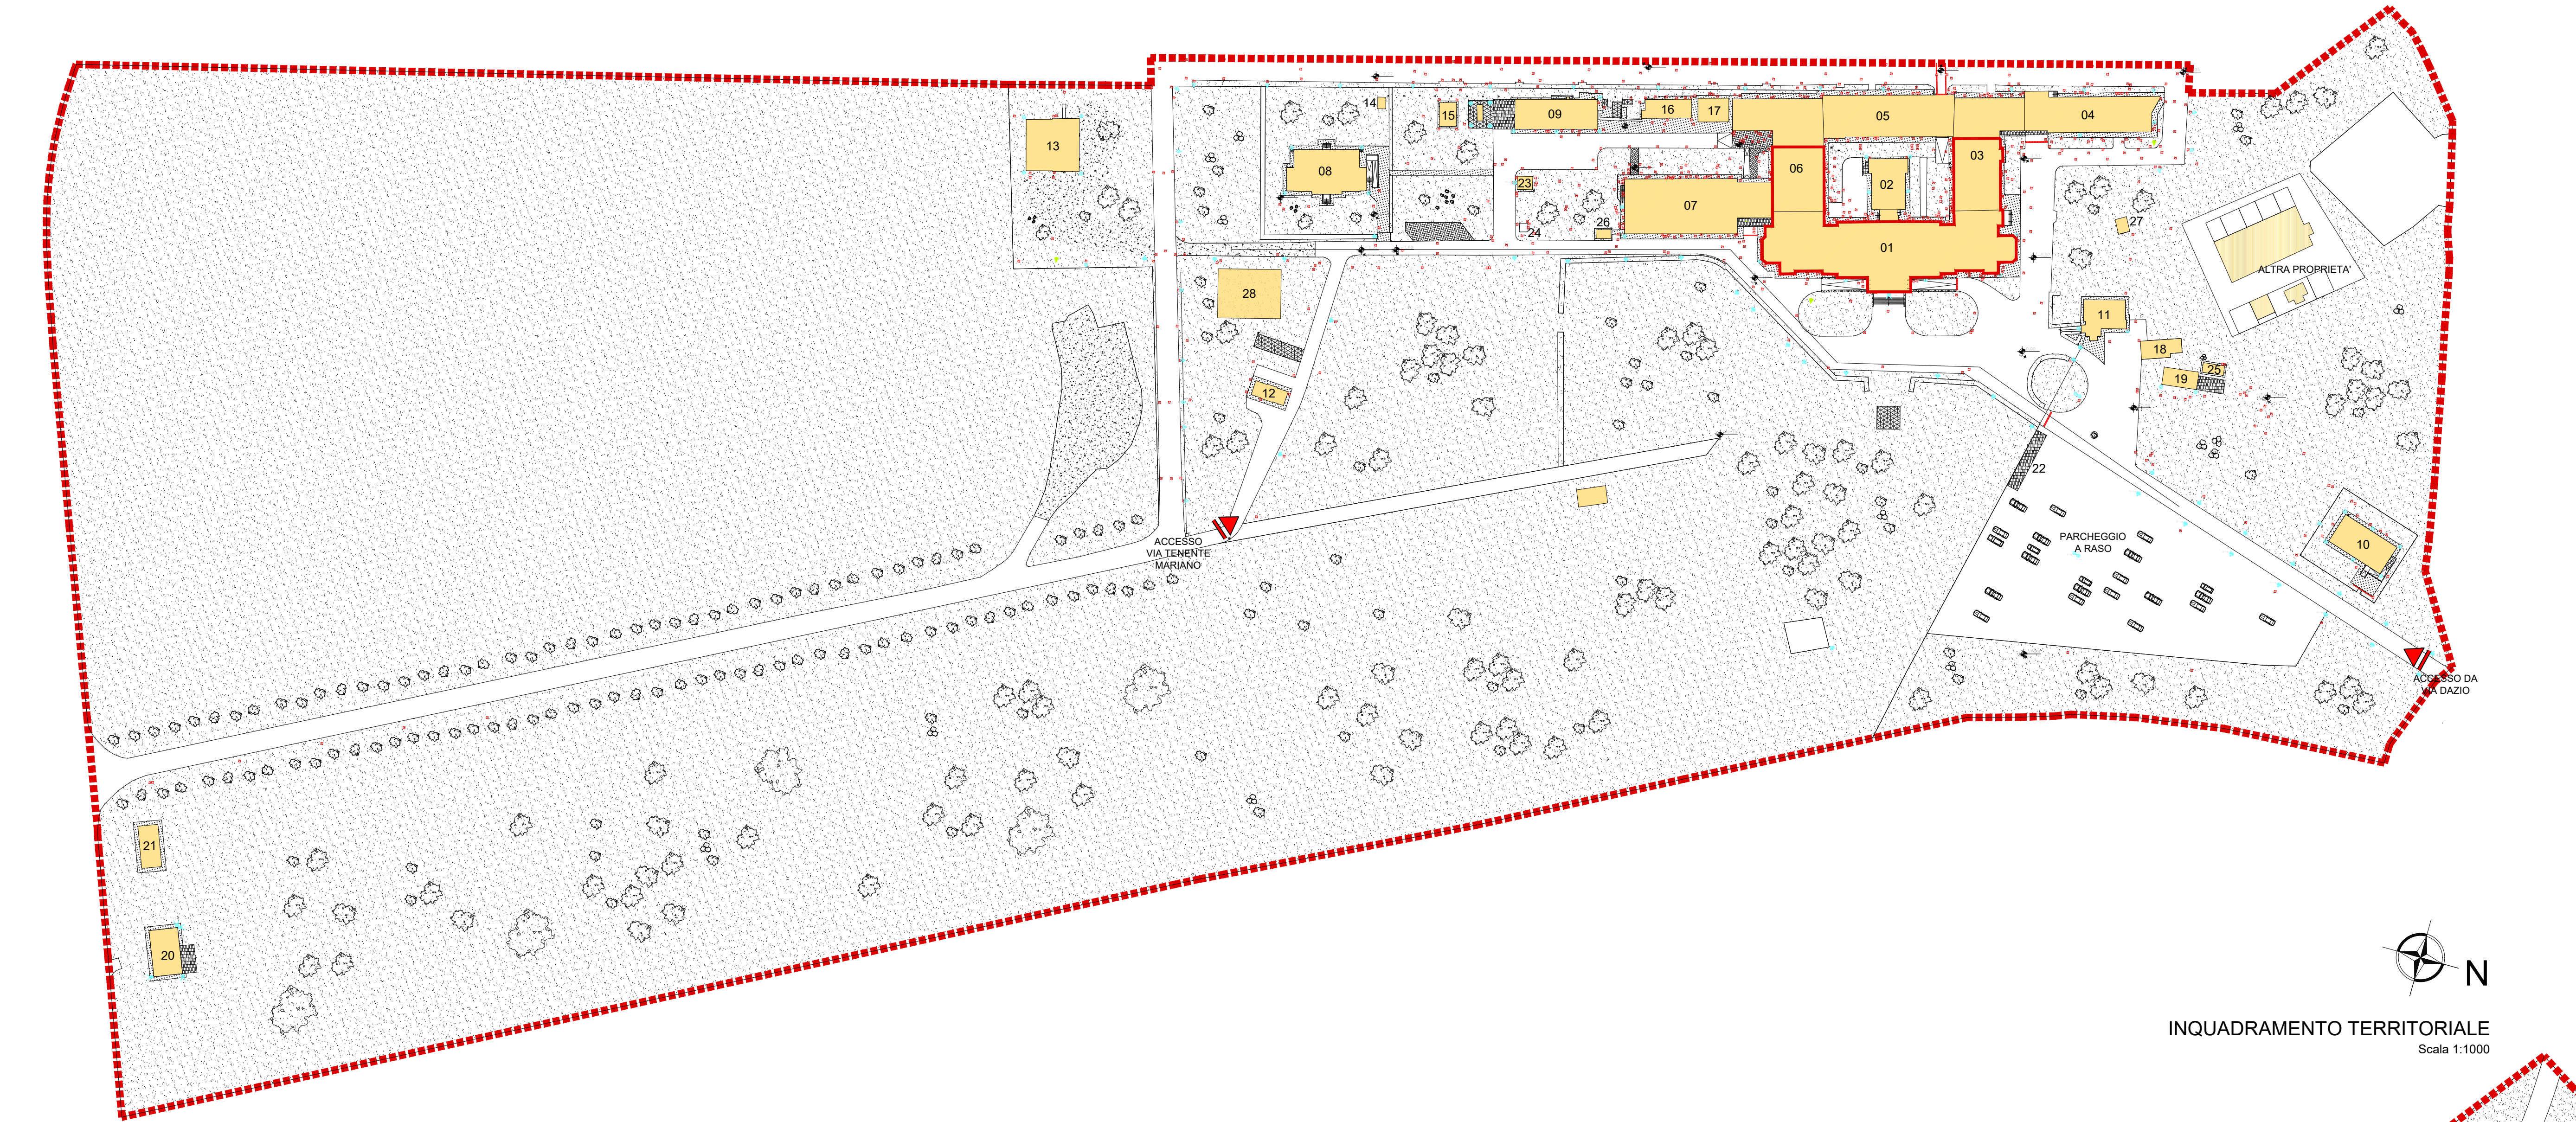 14
15
09
16
17
05
04
13
08
23
24
26
07
06
02
03
01
27
ALTRA PROPRIETA'
28
12
11
18
19
25
22
ACCESSO
VIA TENENTE
MARIANO
PARCHEGGIO
A RASO
10
ACCESSO DA
VIA DAZIO
21
20
N
INQUADRAMENTO TERRITORIALE
Scala 1:1000